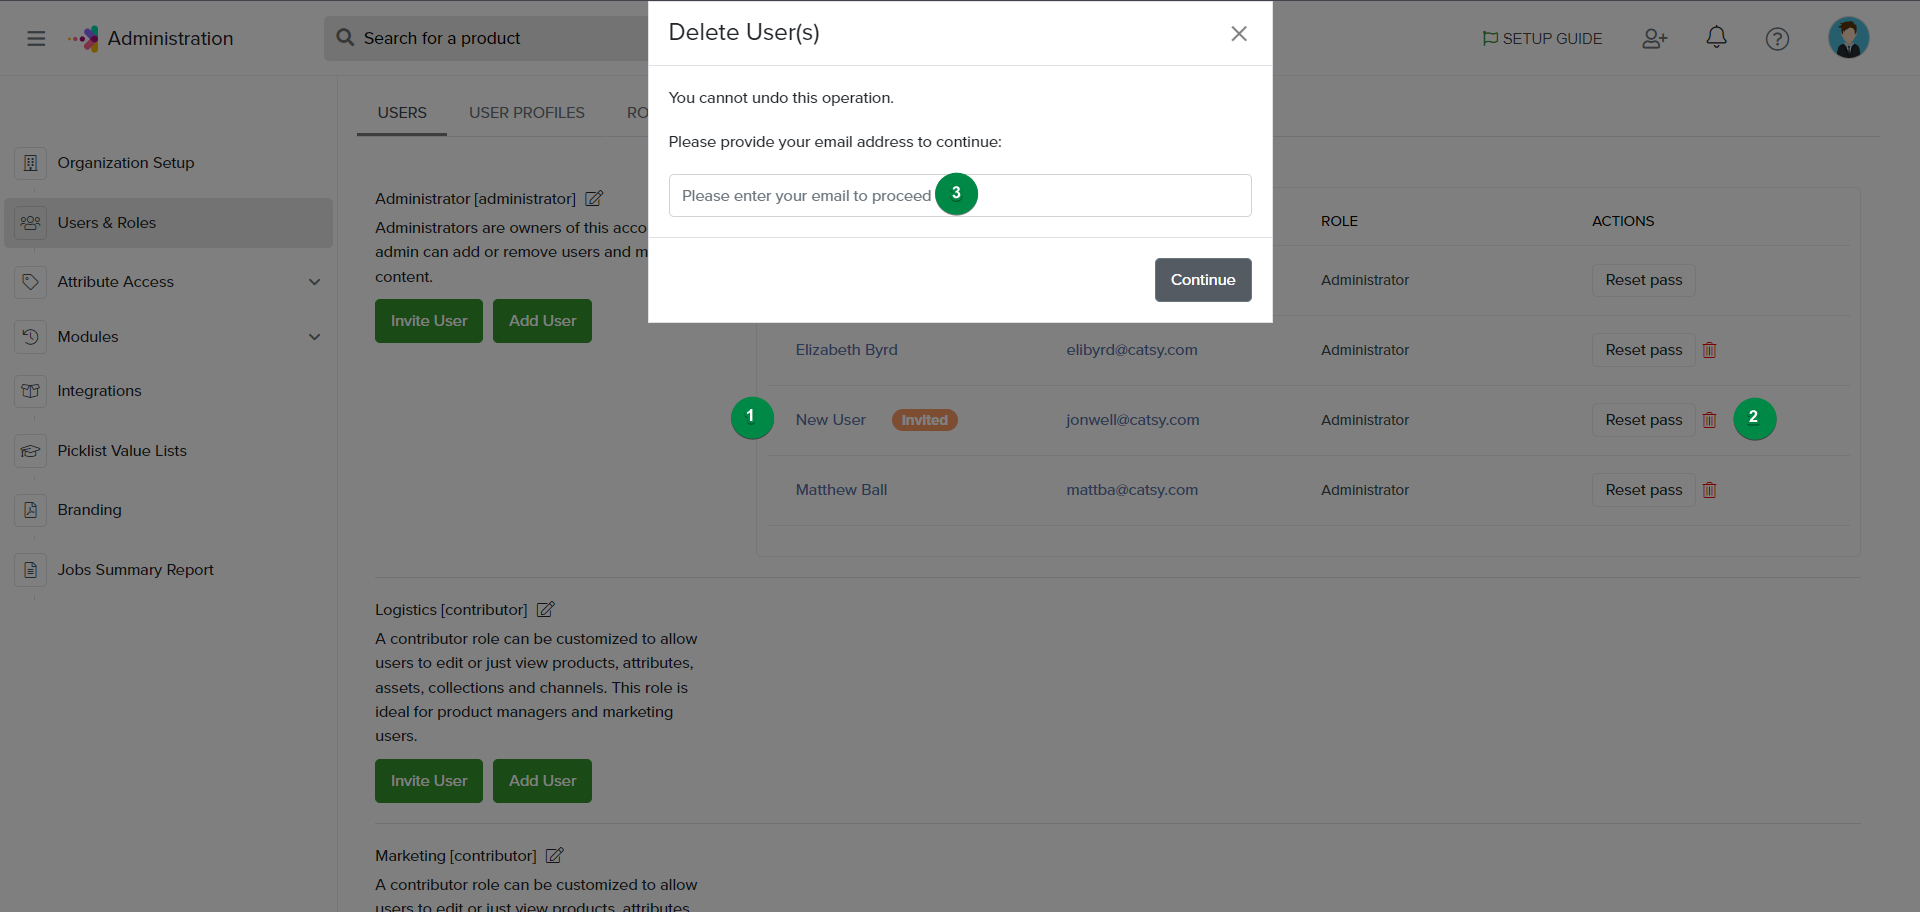 Administration
Search for a product
SETUP GUIDE
Delete User(s)
You cannot undo this operation.
Please provide your email address to continue:
Please enter your email to proceed
3
Continue
Organization Setup
Users & Roles
Attribute Access
Modules
Integrations
Picklist Value Lists
Branding
Jobs Summary Report
USERS USER PROFILES RO
Administrator [administrator]
Administrators are owners of this acco
admin can add or remove users and m
content.
Invite User Add User
ROLE ACTIONS
Administrator Reset pass
Elizabeth Byrd elibyrd@catsy.com Administrator Reset pass
1 New User Invited jonwell@catsy.com Administrator Reset pass 2
Matthew Ball mattba@catsy.com Administrator Reset pass
Logistics [contributor]
A contributor role can be customized to allow
users to edit or just view products, attributes,
assets, collections and channels. This role is
ideal for product managers and marketing
users.
Invite User Add User
Marketing [contributor]
A contributor role can be customized to allow
users to edit or just view products, attributes,